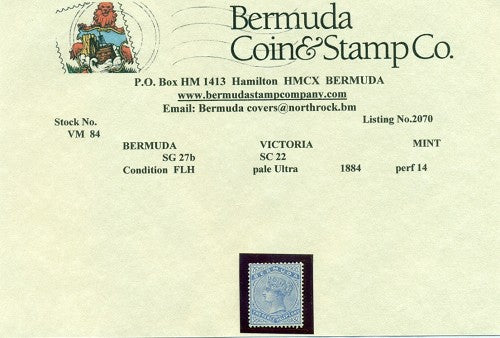 Bermuda
Coin&Stamp Co.
P.O. Box HM 1413 Hamilton HMCX BERMUDA
www.bermudastampcompany.com
Email: Bermuda covers@northrock.bm
Stock No. Listing No.2070
VM 84
BERMUDA VICTORIA MINT
SG 27b SC 22
Condition FLH pale Ultra 1884 perf 14
BERMUDA